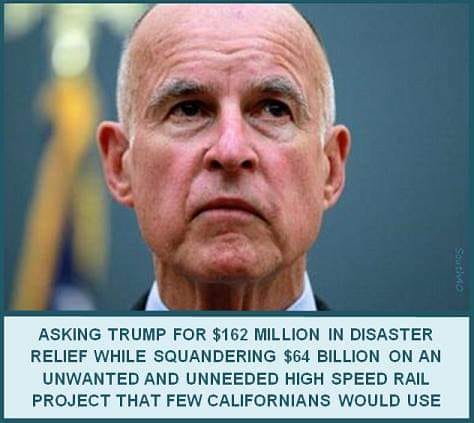 ASKING TRUMP FOR $162 MILLION IN DISASTER
RELIEF WHILE SQUANDERING $64 BILLION ON AN
UNWANTED AND UNNEEDED HIGH SPEED RAIL
PROJECT THAT FEW CALIFORNIANS WOULD USE